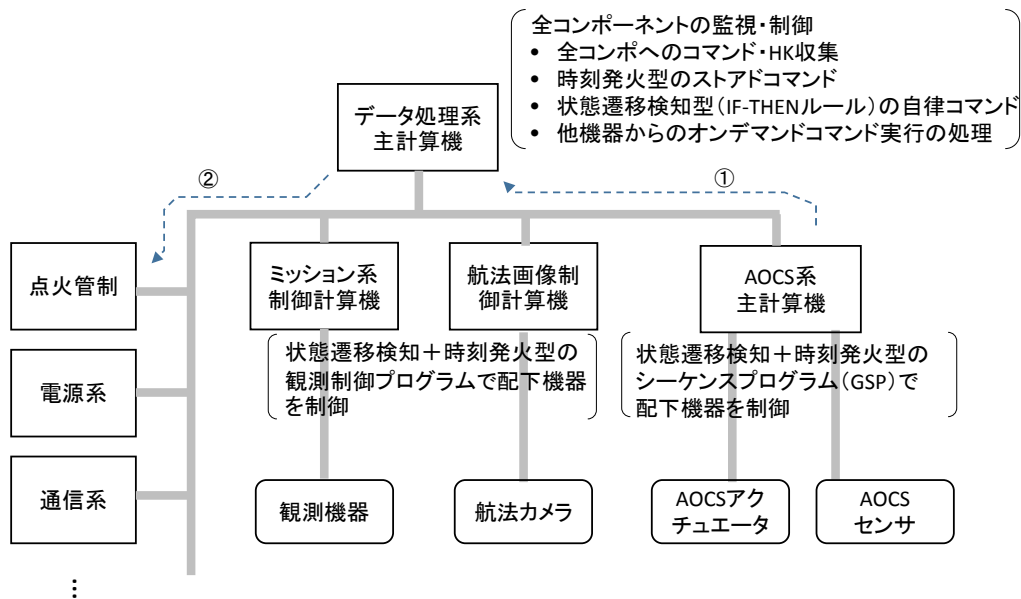 全コンポーネントの監視・制御
• 全コンポへのコマンド・HK収集
• 時刻発火型のストアドコマンド
• 状態遷移検知型(IF-THENルール)の自律コマンド
• 他機器からのオンデマンドコマンド実行の処理
データ処理系
主計算機
②
①
点火管制
ミッション系
制御計算機
航法画像制
御計算機
AOCS系
主計算機
状態遷移検知+時刻発火型の
観測制御プログラムで配下機器
を制御
状態遷移検知+時刻発火型の
シーケンスプログラム(GSP)で
配下機器を制御
電源系
通信系
観測機器
航法カメラ
AOCSアク
チュエータ
AOCS
センサ
⋮